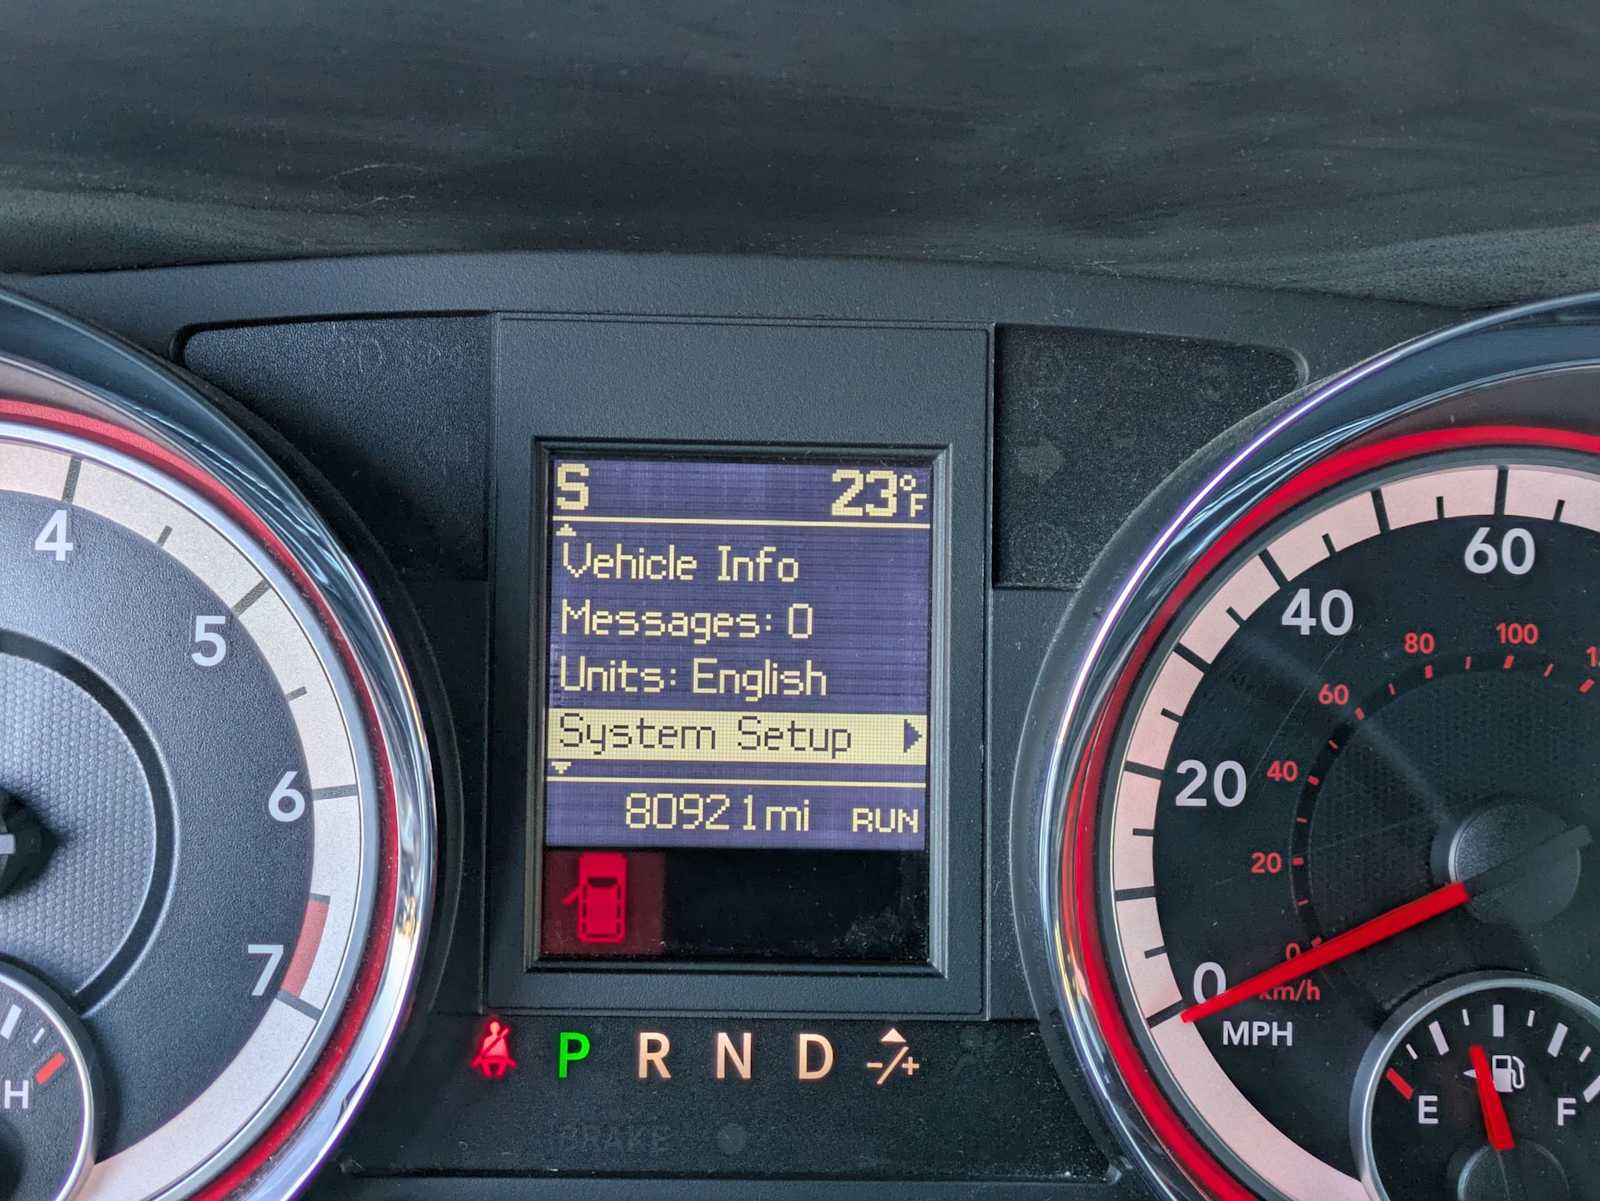 S 23°F
Vehicle Info
Messages: 0
Units: English
System Setup
80921mi RUN
P R N D -/+
BRAKE
4
5
6
7
H
60
40
20
0
MPH
100
80
60
40
20
0
km/h
E F